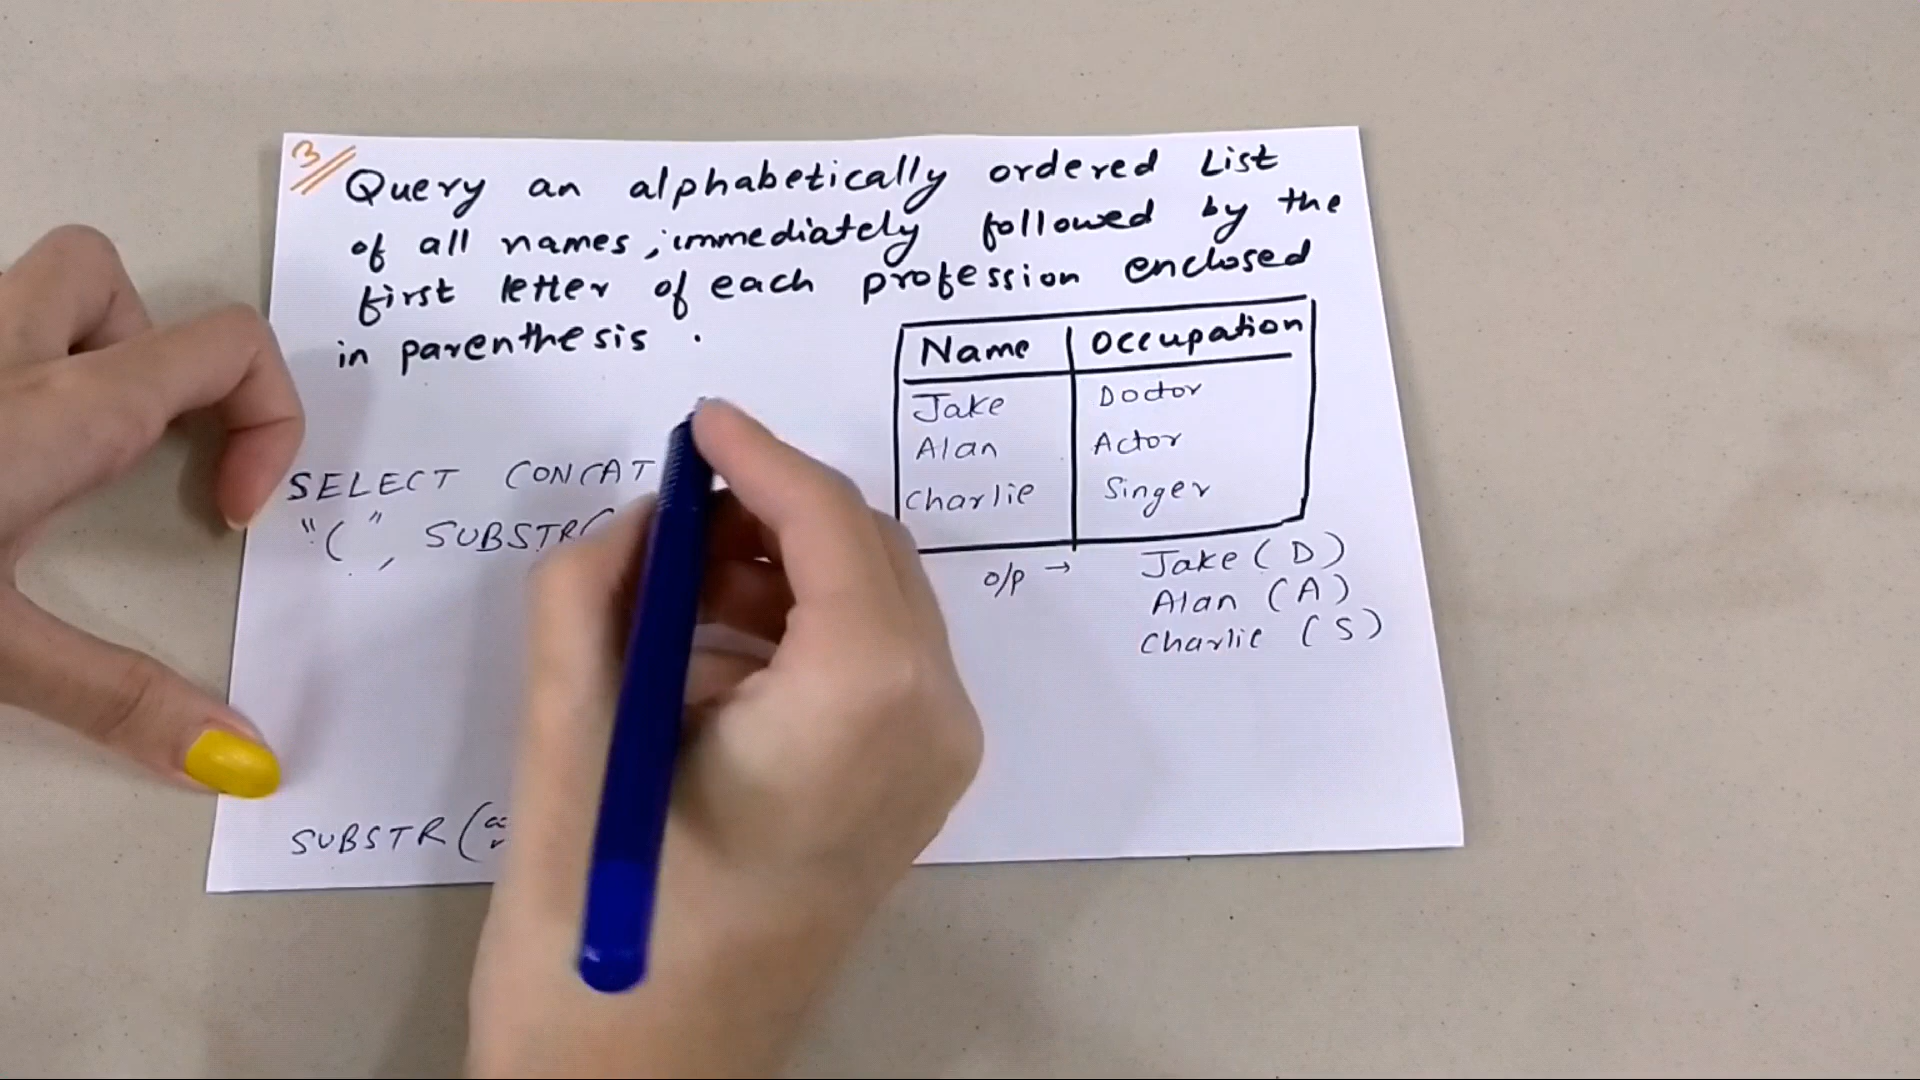 3
Query an alphabetically ordered List
of all names, immediately followed by the
first letter of each profession enclosed
in parenthesis .
Name Occupation
Jake Doctor
Alan Actor
Charlie Singer
SELECT CONCAT
"(", SUBSTR(
O/P → Jake (D)
Alan (A)
Charlie (S)
SUBSTR(